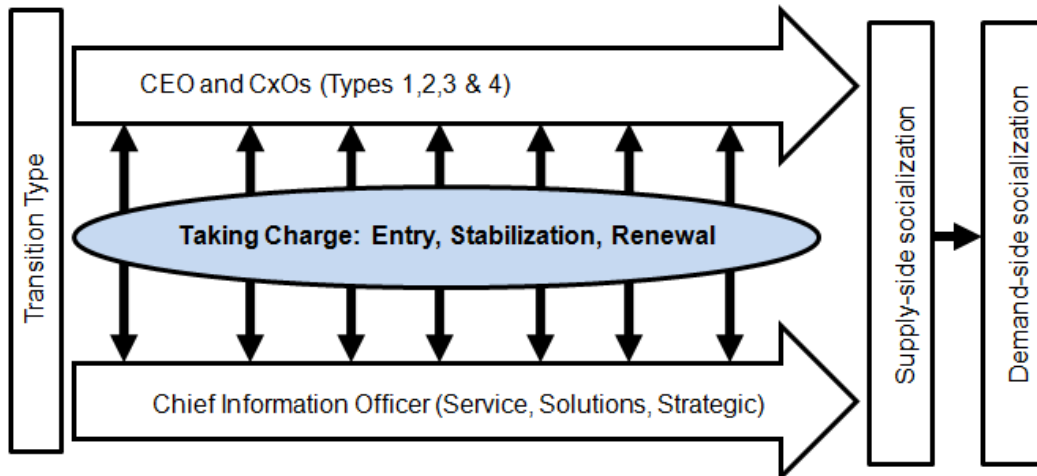 Transition Type
CEO and CxOs (Types 1,2,3 & 4)
Taking Charge: Entry, Stabilization, Renewal
Chief Information Officer (Service, Solutions, Strategic)
Supply-side socialization
Demand-side socialization